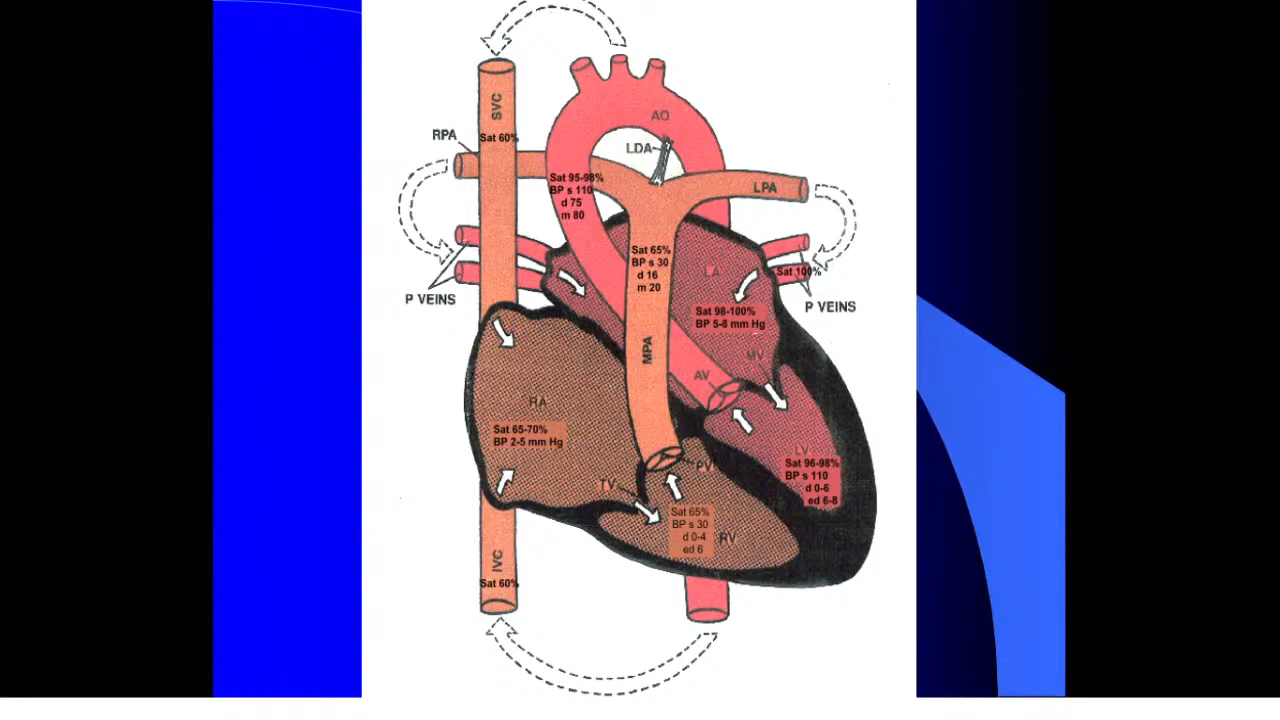 SVC
AO
RPA
Sat 60%
LDA
Sat 95-98%
BP s 110
d 75
m 80
LPA
Sat 65%
BP s 30
d 16
m 20
LA
Sat 100%
P VEINS
P VEINS
Sat 98-100%
BP 5-8 mm Hg
MPA
MV
AV
RA
Sat 65-70%
BP 2-5 mm Hg
LV
Sat 96-98%
BP s 110
d 0-6
ed 6-8
PV
TV
Sat 65%
BP s 30
d 0-4
ed 6
RV
IVC
Sat 60%